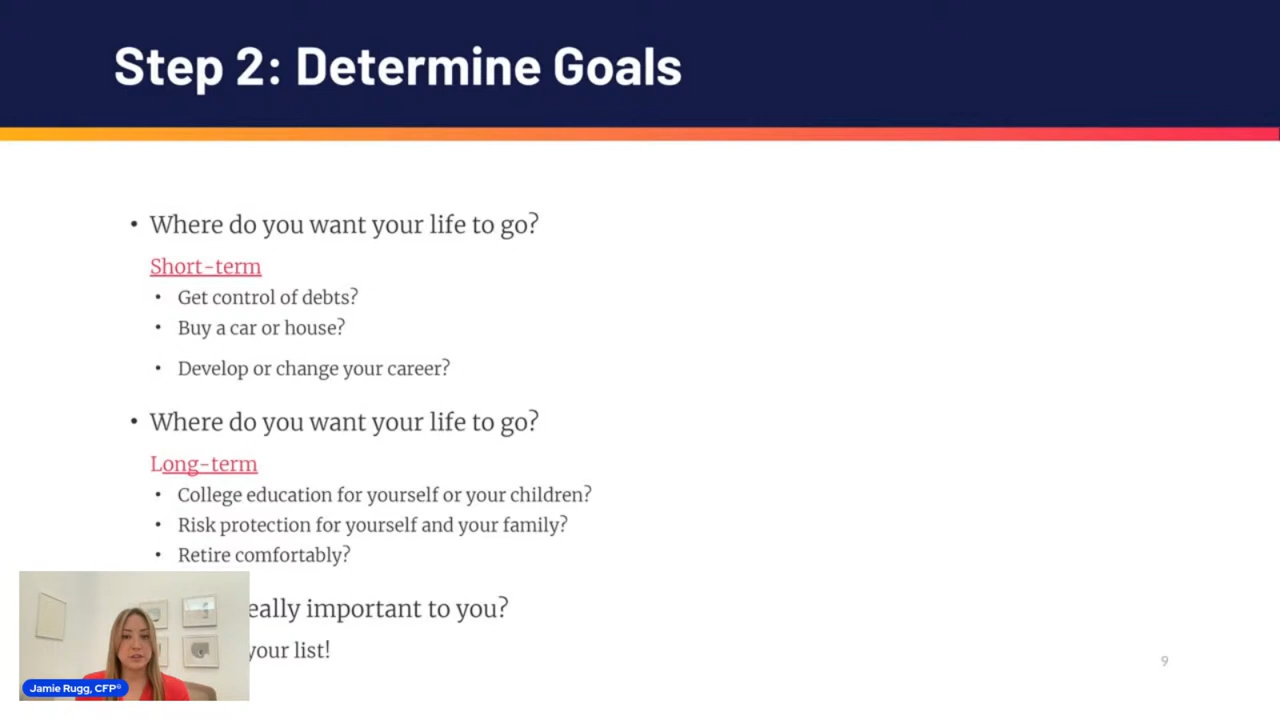 Step 2: Determine Goals
• Where do you want your life to go?
Short-term
• Get control of debts?
• Buy a car or house?
• Develop or change your career?
• Where do you want your life to go?
Long-term
• College education for yourself or your children?
• Risk protection for yourself and your family?
• Retire comfortably?
important to you?
your list!
Jamie Rugg, CFP®
9